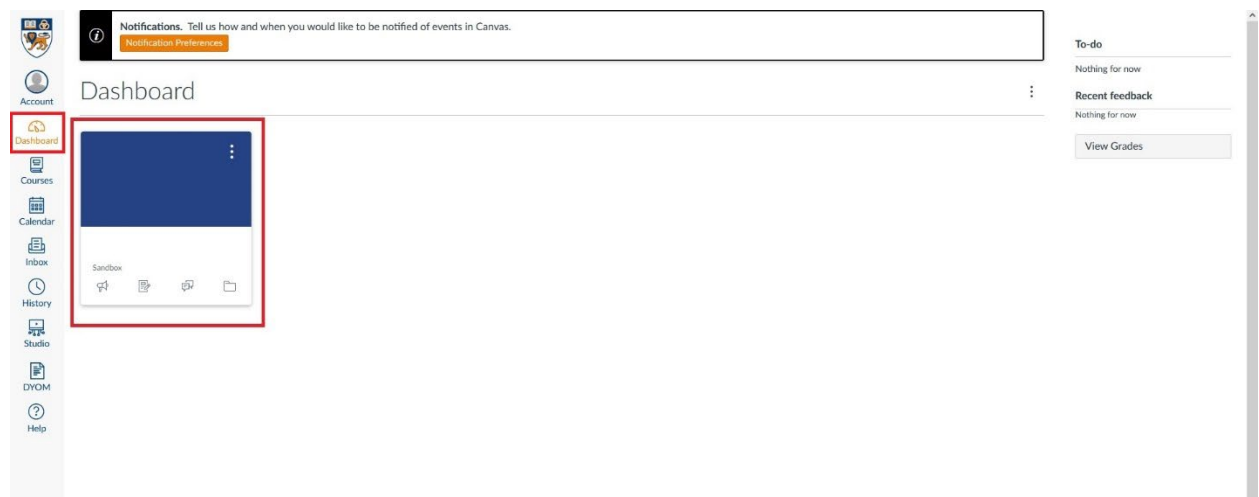 Notifications. Tell us how and when you would like to be notified of events in Canvas.
Notification Preferences
Dashboard
Account
Dashboard
Courses
Calendar
Inbox
History
Studio
DYOM
Help
Sandbox
To-do
Nothing for now
Recent feedback
Nothing for now
View Grades